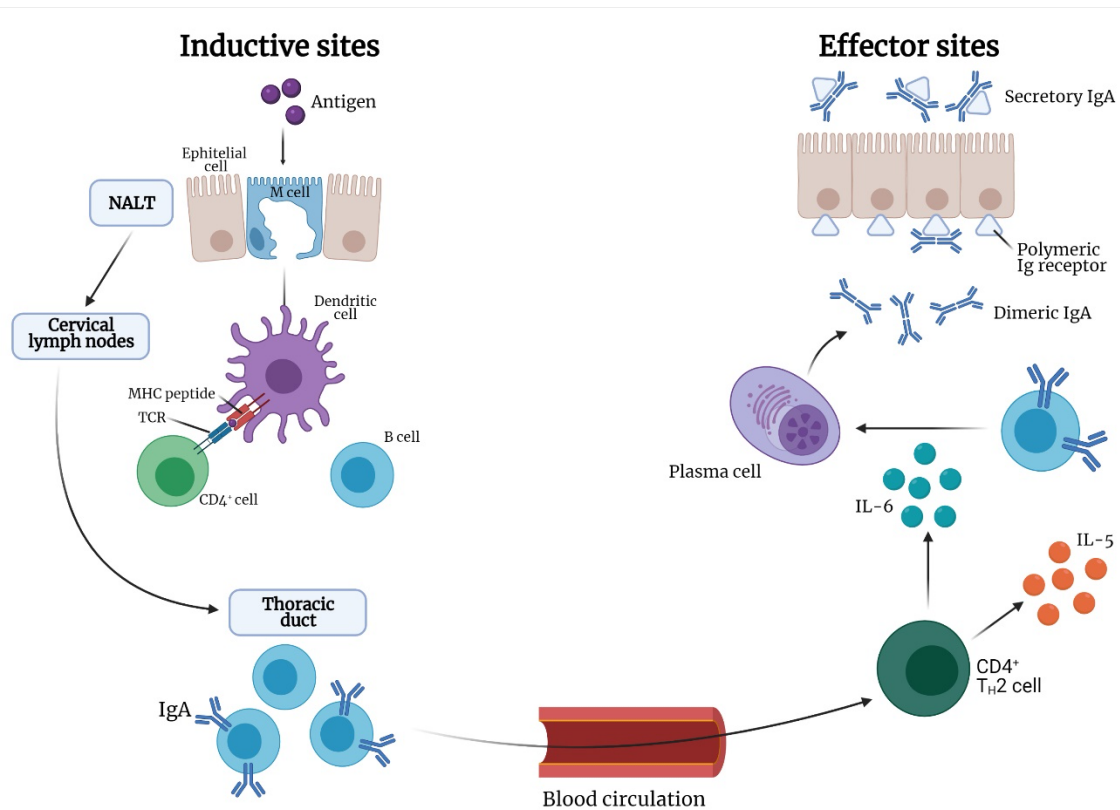 Inductive sites
Antigen
Ephitelial
cell
M cell
NALT
Cervical
lymph nodes
Dendritic
cell
MHC peptide
TCR
CD4⁺ cell
B cell
Thoracic
duct
IgA
Blood circulation
Effector sites
Secretory IgA
Polymeric
Ig receptor
Dimeric IgA
Plasma cell
IL-6
IL-5
CD4⁺
T_H2 cell